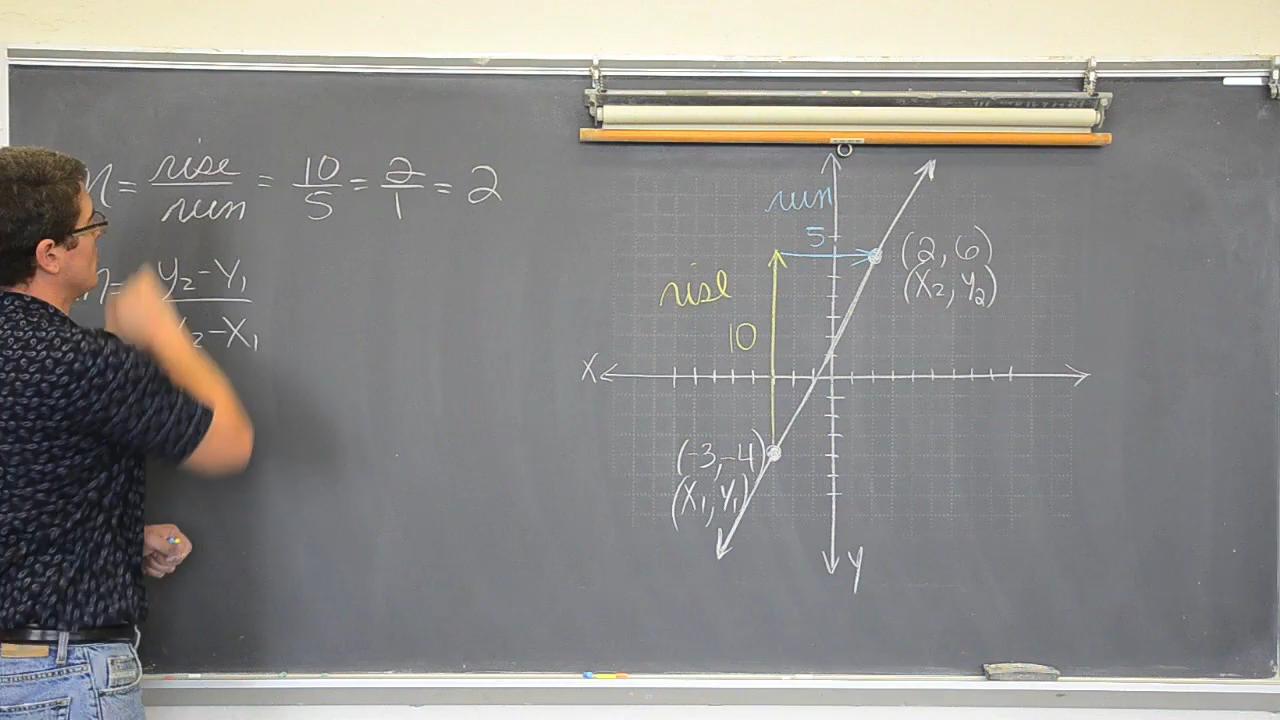 m = rise/run = 10/5 = 2/1 = 2
m = Y₂-Y₁/X₂-X₁
run
5
rise
10
(2, 6)
(X₂, Y₂)
X
(-3, -4)
(X₁, Y₁)
Y